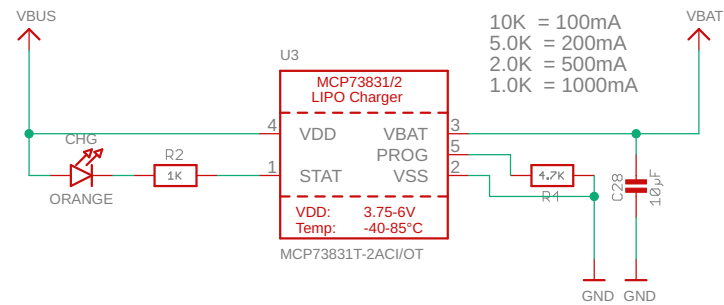 VBUS
VBAT
10K = 100mA
5.0K = 200mA
2.0K = 500mA
1.0K = 1000mA
U3
MCP73831/2
LIPO Charger
CHG
R2
1K
ORANGE
4
VDD
VBAT
3
PROG
5
1
STAT
VSS
2
4.7K
R4
C28
10µF
VDD: 3.75-6V
Temp: -40-85°C
MCP73831T-2ACI/OT
GND
GND